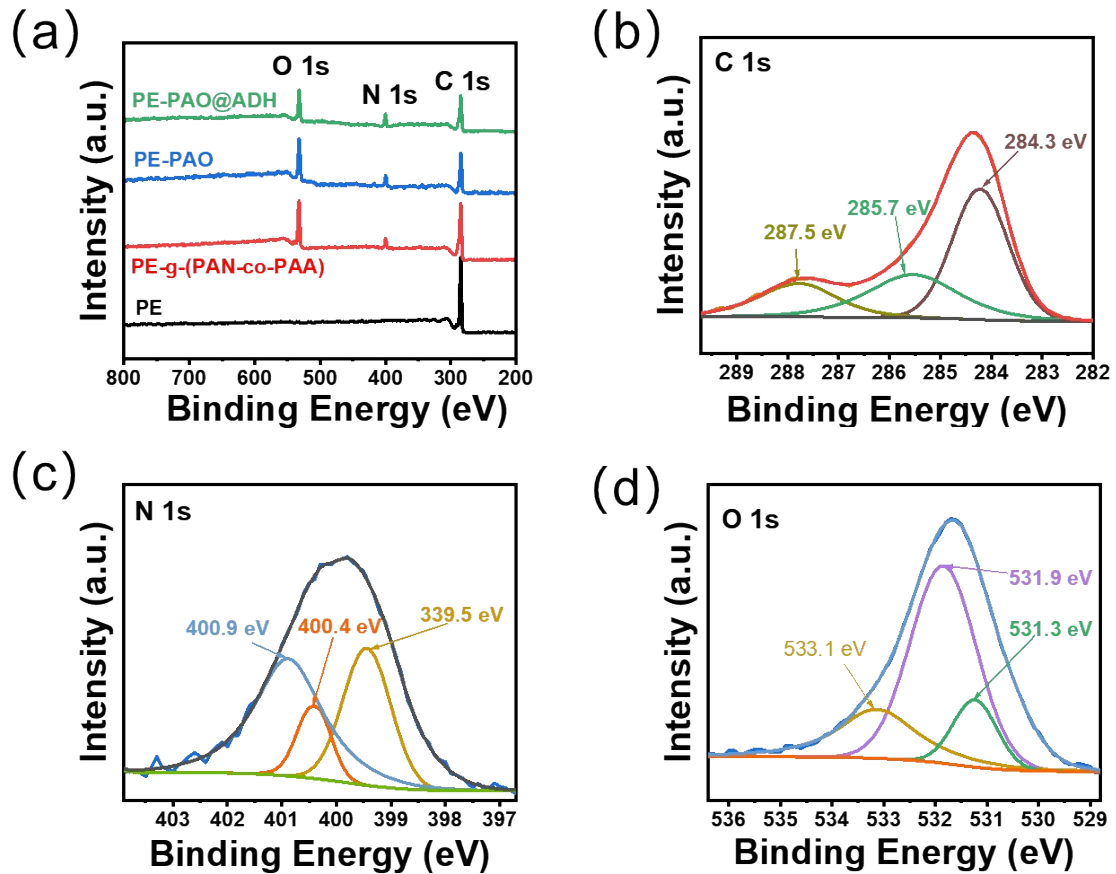 (a)
O 1s
N 1s
C 1s
PE-PAO@ADH
PE-PAO
PE-g-(PAN-co-PAA)
PE
Intensity (a.u.)
800 700 600 500 400 300 200
Binding Energy (eV)
(b)
C 1s
284.3 eV
285.7 eV
287.5 eV
Intensity (a.u.)
289 288 287 286 285 284 283 282
Binding Energy (eV)
(c)
N 1s
400.9 eV
400.4 eV
339.5 eV
Intensity (a.u.)
403 402 401 400 399 398 397
Binding Energy (eV)
(d)
O 1s
531.9 eV
533.1 eV
531.3 eV
Intensity (a.u.)
536 535 534 533 532 531 530 529
Binding Energy (eV)